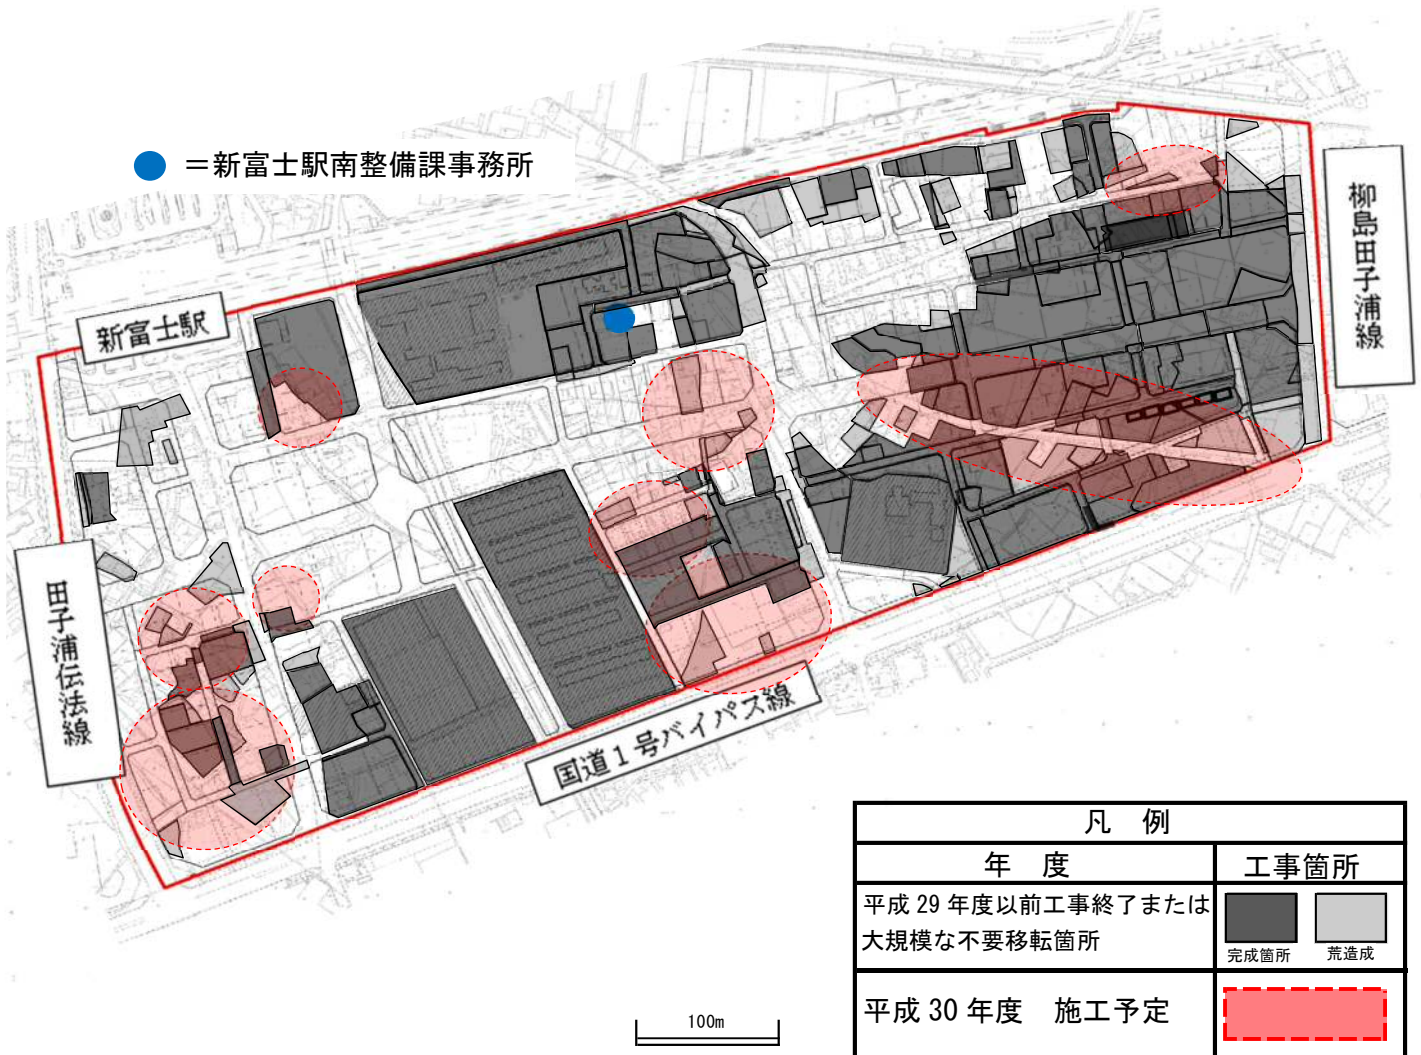 ＝新富士駅南整備課事務所
新富士駅
柳島田子浦線
田子浦伝法線
国道１号バイパス線
凡　例
年　度
工事箇所
平成 29 年度以前工事終了または
大規模な不要移転箇所
完成箇所
荒造成
平成 30 年度　施工予定
100m